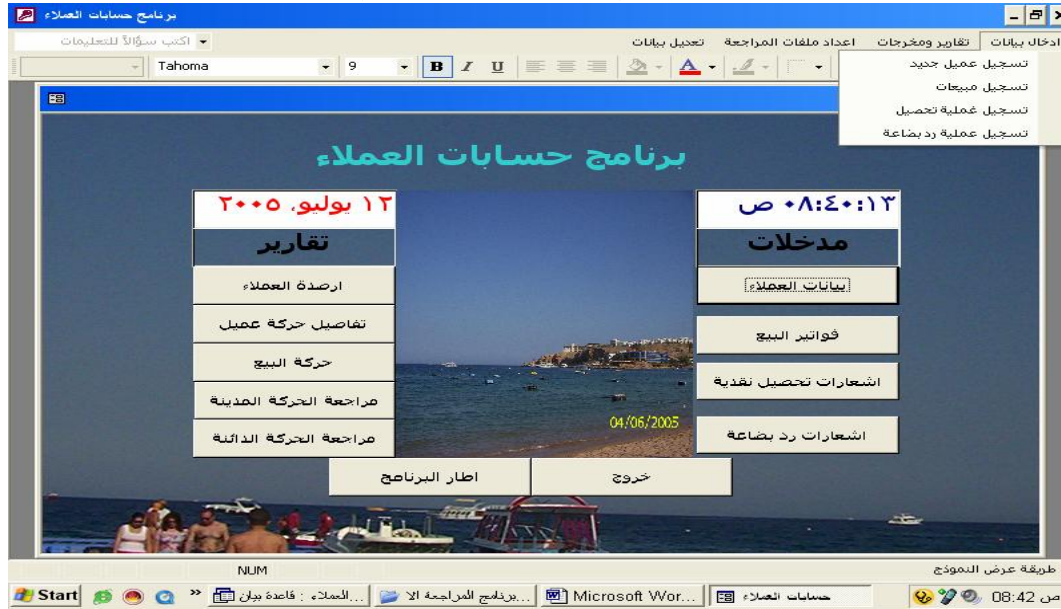 برنامج حسابات العملاء
ادخال بيانات تقارير ومخرجات اعداد ملفات المراجعة تعديل بيانات اكتب سؤالاً للتعليمات
Tahoma 9 B I U A
تسجيل عميل جديد
تسجيل مبيعات
تسجيل غملية تحصيل
تسجيل عملية رد بضاعة
برنامج حسابات العملاء
٠٨:٤٠:١٣ ص
مدخلات
بيانات العملاء
فواتير البيع
اشعارات تحصيل نقدية
اشعارات رد بضاعة
١٢ يوليو, ٢٠٠٥
تقارير
ارصدة العملاء
تفاصيل حركة عميل
حركة البيع
مراجعة الحركة المدينة
مراجعة الحركة الدائنة
04/06/2005
خروج
اطار البرنامج
طريقة عرض النموذج NUM
Start » العملاء : قاعدة بيان... برنامج المراجعة الا... Microsoft Wor... حسابات العملاء 08:42 ص